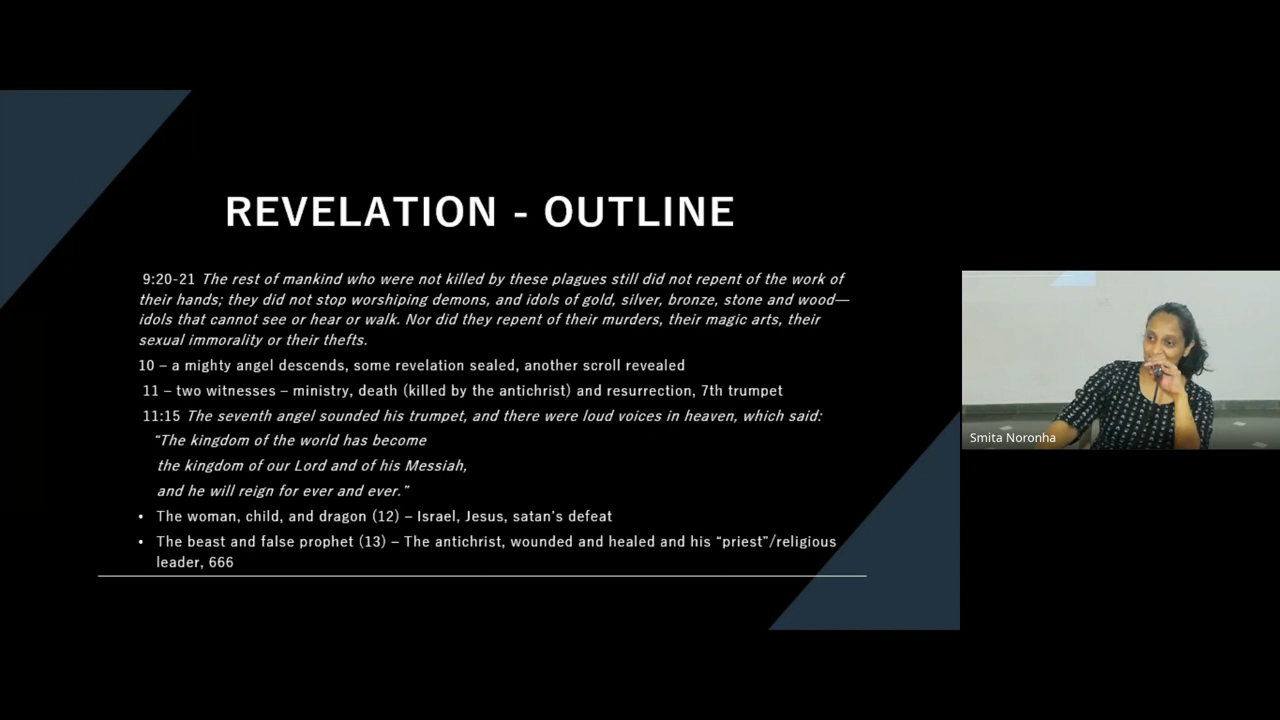 REVELATION - OUTLINE
9:20-21 The rest of mankind who were not killed by these plagues still did not repent of the work of
their hands; they did not stop worshiping demons, and idols of gold, silver, bronze, stone and wood—
idols that cannot see or hear or walk. Nor did they repent of their murders, their magic arts, their
sexual immorality or their thefts.
10 – a mighty angel descends, some revelation sealed, another scroll revealed
11 – two witnesses – ministry, death (killed by the antichrist) and resurrection, 7th trumpet
11:15 The seventh angel sounded his trumpet, and there were loud voices in heaven, which said:
“The kingdom of the world has become
the kingdom of our Lord and of his Messiah,
and he will reign for ever and ever.”
• The woman, child, and dragon (12) – Israel, Jesus, satan’s defeat
• The beast and false prophet (13) – The antichrist, wounded and healed and his “priest”/religious
leader, 666
Smita Noronha